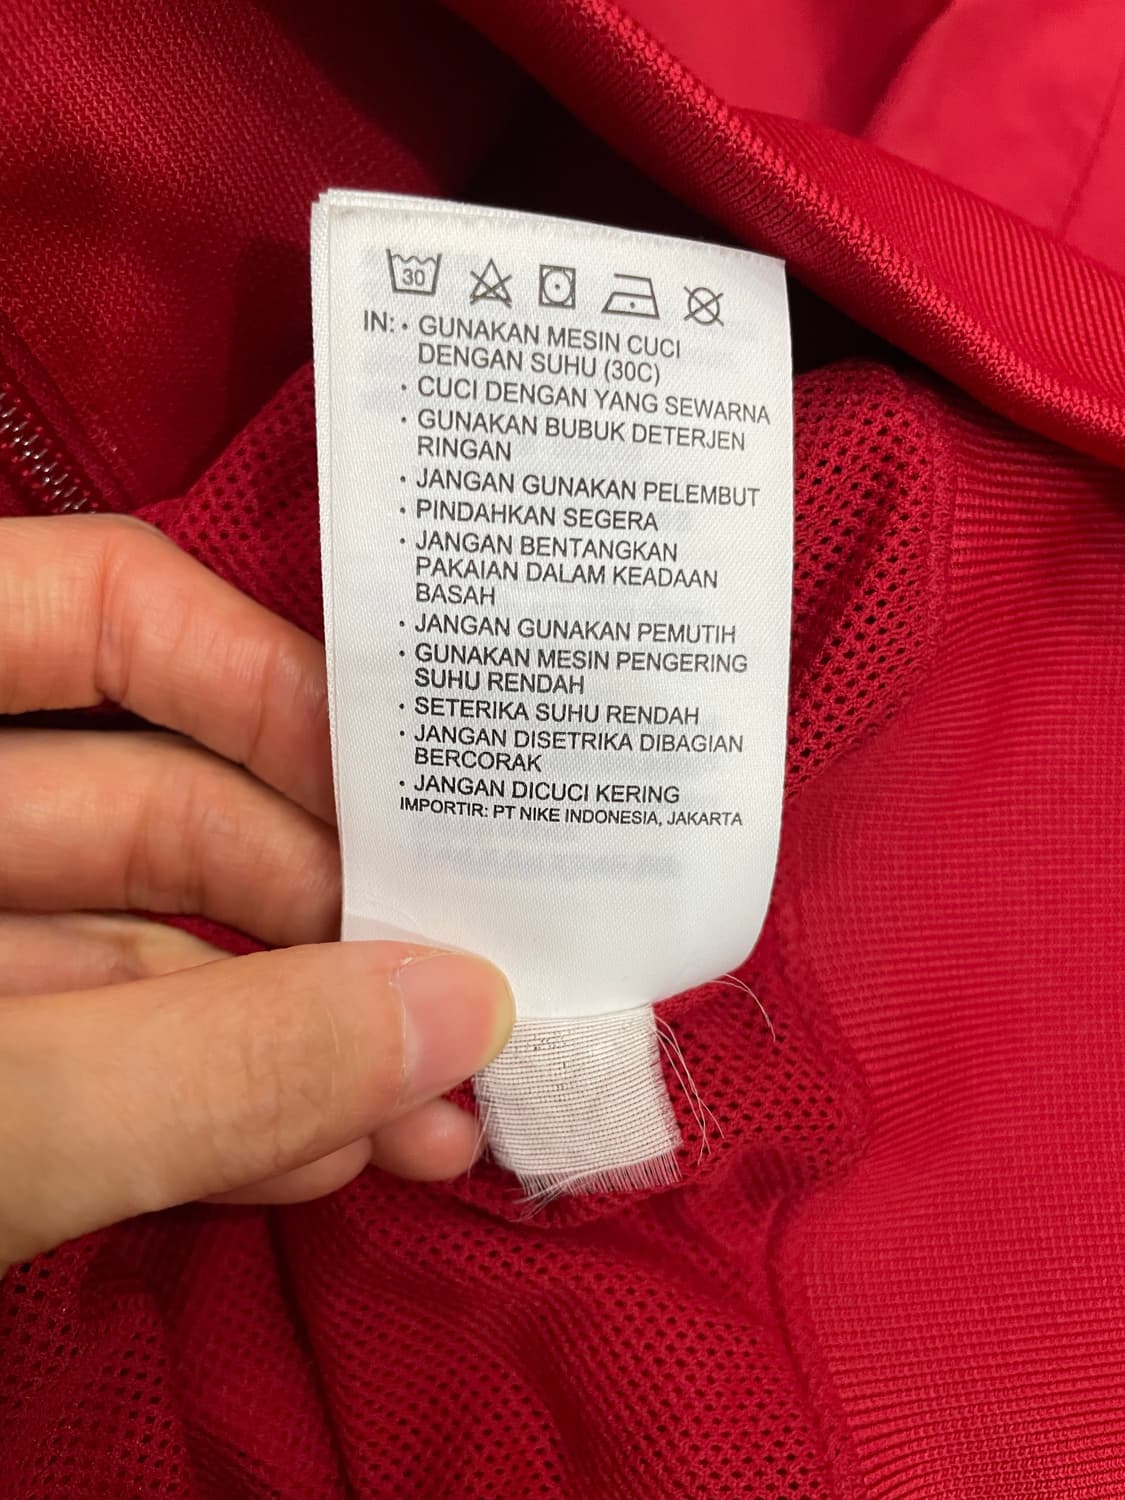 30
IN: • GUNAKAN MESIN CUCI
DENGAN SUHU (30C)
• CUCI DENGAN YANG SEWARNA
• GUNAKAN BUBUK DETERJEN
RINGAN
• JANGAN GUNAKAN PELEMBUT
• PINDAHKAN SEGERA
• JANGAN BENTANGKAN
PAKAIAN DALAM KEADAAN
BASAH
• JANGAN GUNAKAN PEMUTIH
• GUNAKAN MESIN PENGERING
SUHU RENDAH
• SETERIKA SUHU RENDAH
• JANGAN DISETRIKA DIBAGIAN
BERCORAK
• JANGAN DICUCI KERING
IMPORTIR: PT NIKE INDONESIA, JAKARTA